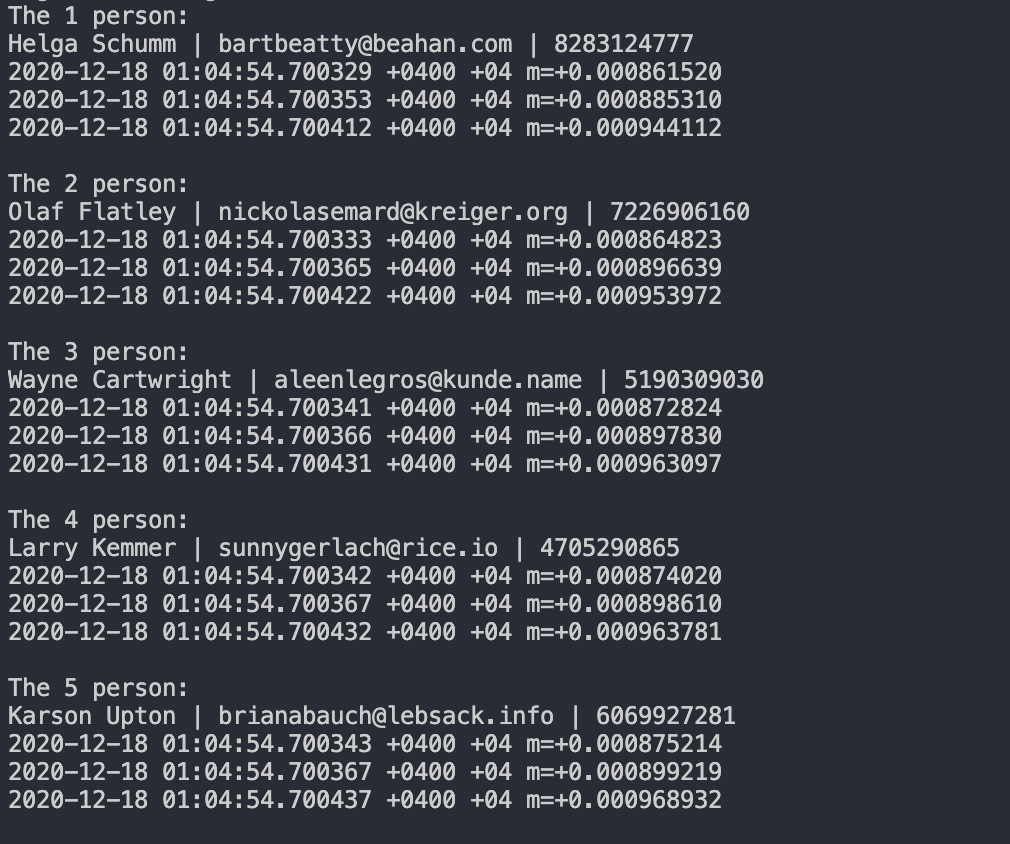 The 1 person:
Helga Schumm | bartbeatty@beahan.com | 8283124777
2020-12-18 01:04:54.700329 +0400 +04 m=+0.000861520
2020-12-18 01:04:54.700353 +0400 +04 m=+0.000885310
2020-12-18 01:04:54.700412 +0400 +04 m=+0.000944112
The 2 person:
Olaf Flatley | nickolasemard@kreiger.org | 7226906160
2020-12-18 01:04:54.700333 +0400 +04 m=+0.000864823
2020-12-18 01:04:54.700365 +0400 +04 m=+0.000896639
2020-12-18 01:04:54.700422 +0400 +04 m=+0.000953972
The 3 person:
Wayne Cartwright | aleenlegros@kunde.name | 5190309030
2020-12-18 01:04:54.700341 +0400 +04 m=+0.000872824
2020-12-18 01:04:54.700366 +0400 +04 m=+0.000897830
2020-12-18 01:04:54.700431 +0400 +04 m=+0.000963097
The 4 person:
Larry Kemmer | sunnygerlach@rice.io | 4705290865
2020-12-18 01:04:54.700342 +0400 +04 m=+0.000874020
2020-12-18 01:04:54.700367 +0400 +04 m=+0.000898610
2020-12-18 01:04:54.700432 +0400 +04 m=+0.000963781
The 5 person:
Karson Upton | brianabauch@lebsack.info | 6069927281
2020-12-18 01:04:54.700343 +0400 +04 m=+0.000875214
2020-12-18 01:04:54.700367 +0400 +04 m=+0.000899219
2020-12-18 01:04:54.700437 +0400 +04 m=+0.000968932